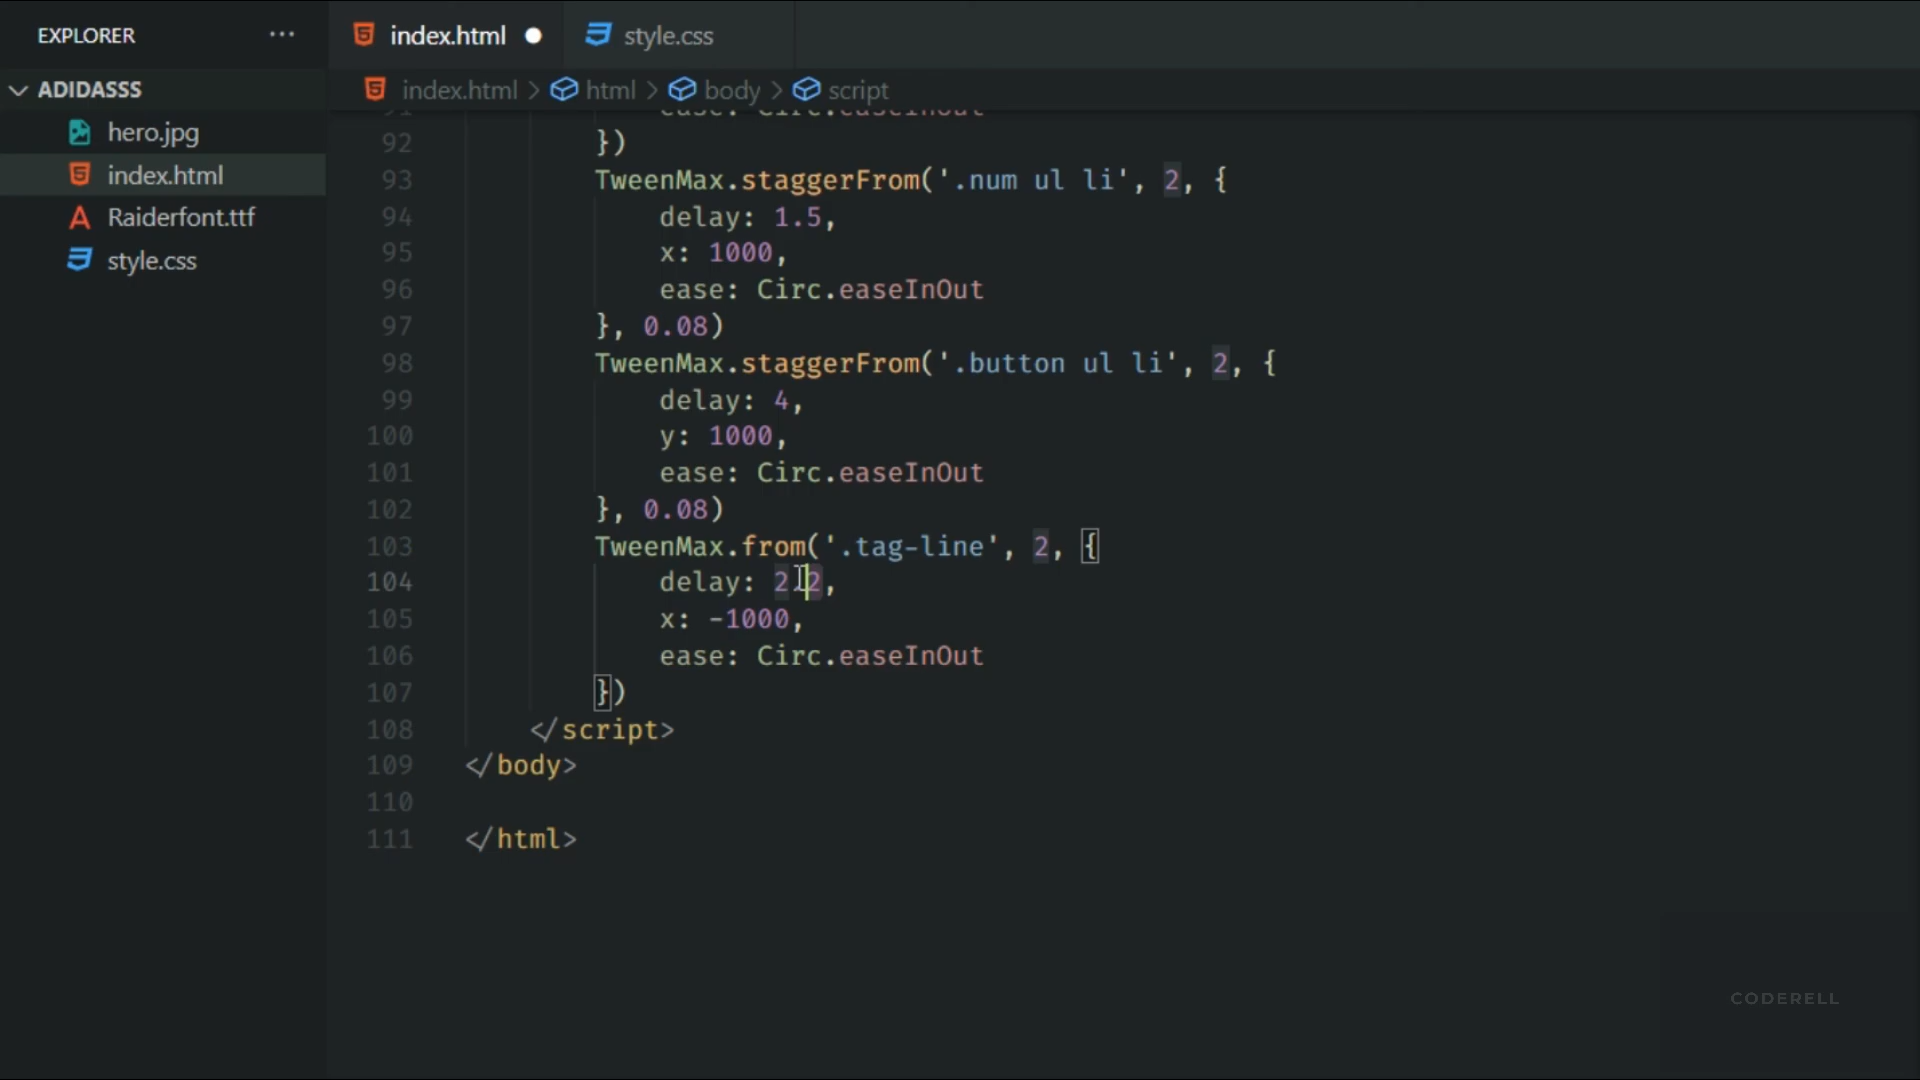 EXPLORER ···
index.html
style.css
ADIDASSS
index.html > html > body > script
hero.jpg
index.html
Raiderfont.ttf
style.css
91 ease: Circ.easeInOut
92 })
93 TweenMax.staggerFrom('.num ul li', 2, {
94 delay: 1.5,
95 x: 1000,
96 ease: Circ.easeInOut
97 }, 0.08)
98 TweenMax.staggerFrom('.button ul li', 2, {
99 delay: 4,
100 y: 1000,
101 ease: Circ.easeInOut
102 }, 0.08)
103 TweenMax.from('.tag-line', 2, {
104 delay: 2.2,
105 x: -1000,
106 ease: Circ.easeInOut
107 })
108 </script>
109 </body>
110
111 </html>
CODERELL